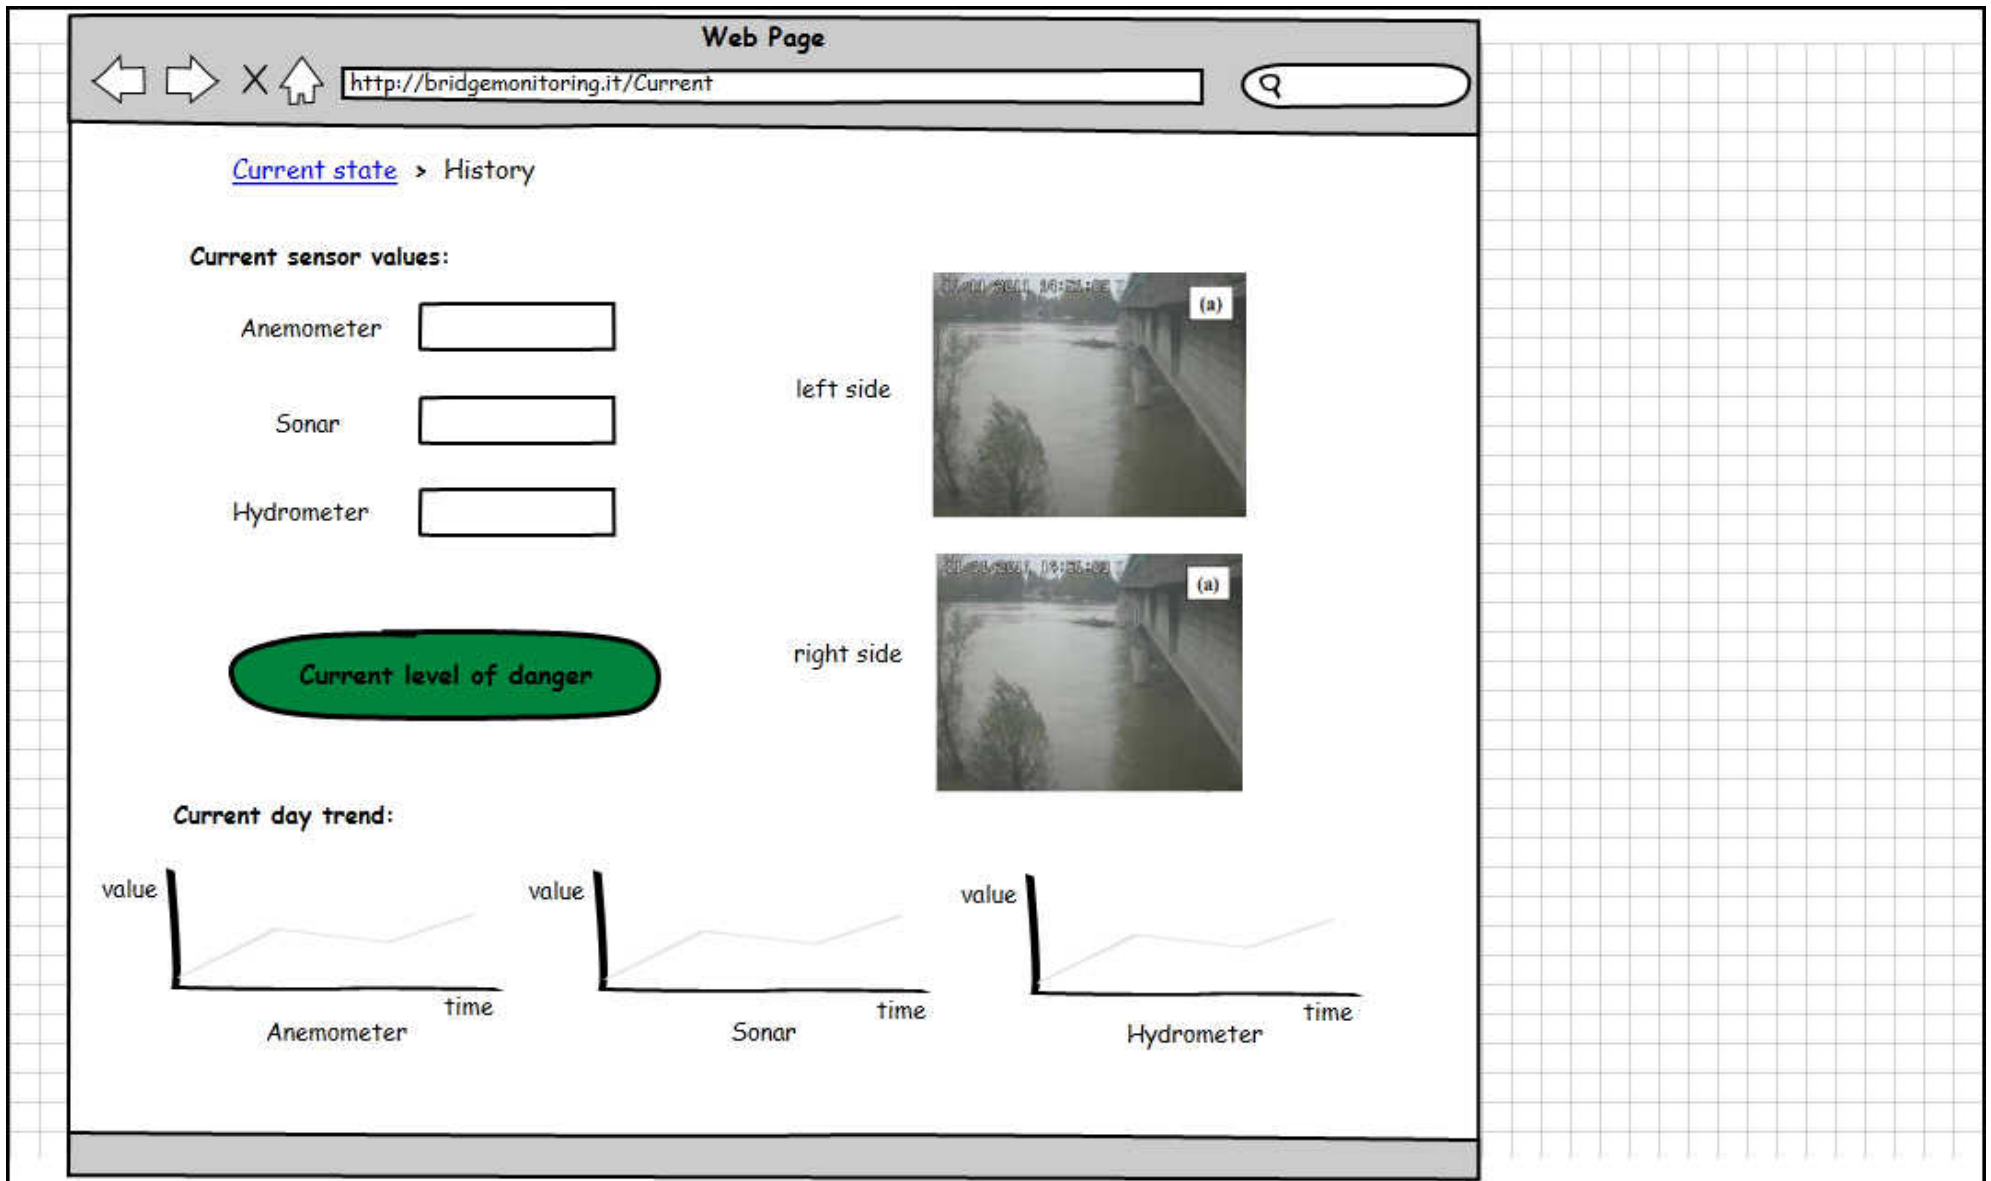 Web Page
http://bridgemonitoring.it/Current
Current state > History
Current sensor values:
Anemometer
Sonar
Hydrometer
left side
(a)
right side
(a)
Current level of danger
Current day trend:
value
time
Anemometer
value
time
Sonar
value
time
Hydrometer